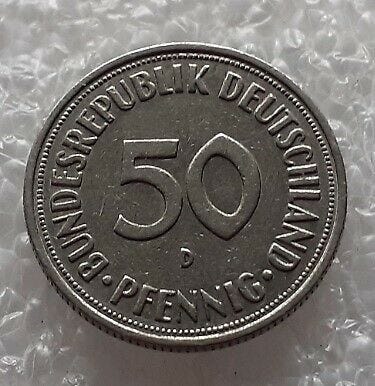 BUNDESREPUBLIK DEUTSCHLAND
50
D
· PFENNIG ·